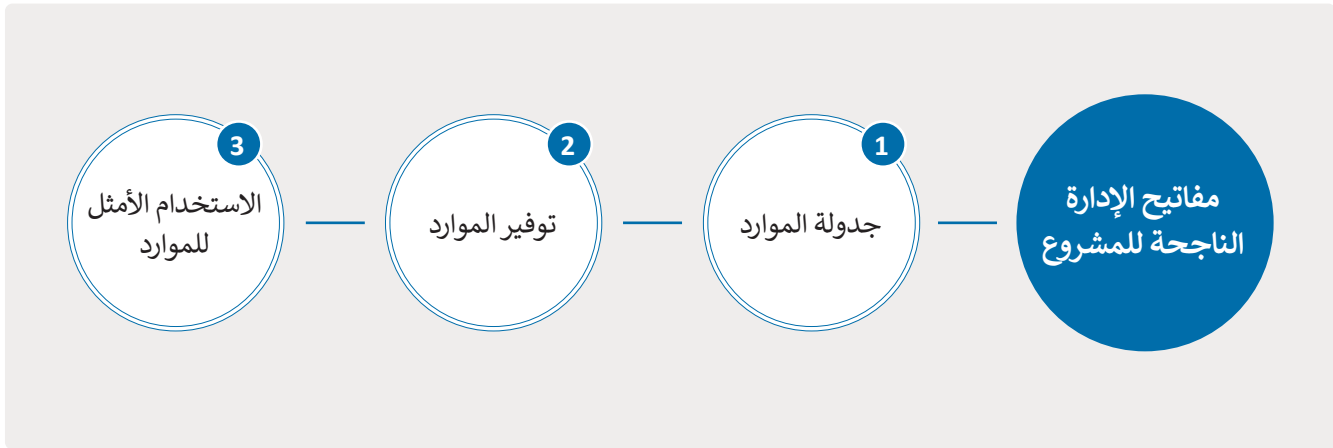 مفاتيح الإدارة
الناجحة للمشروع
1
جدولة الموارد
2
توفير الموارد
3
الاستخدام الأمثل
للموارد